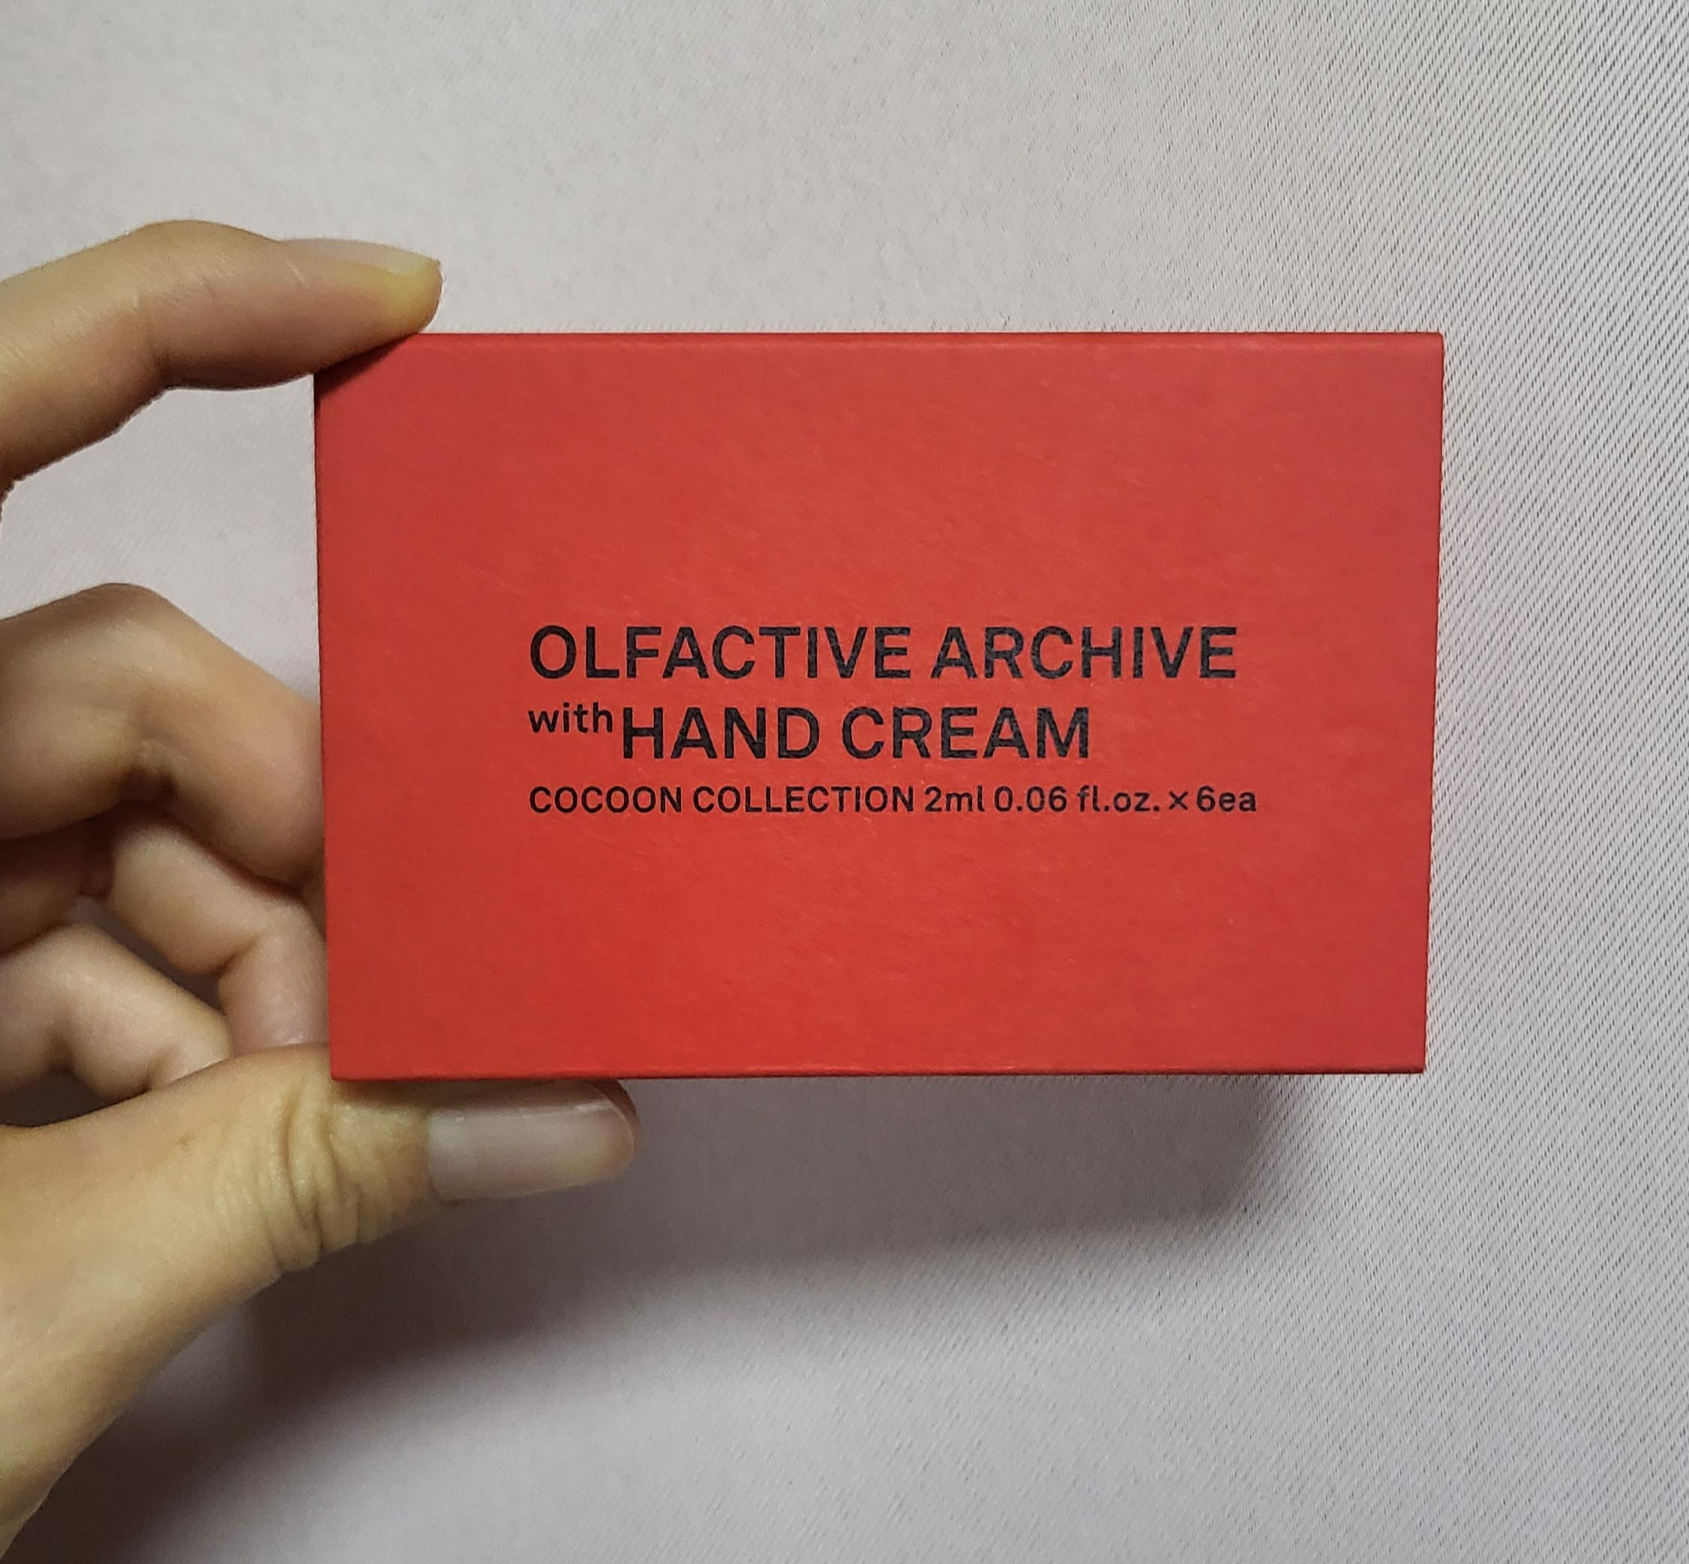 OLFACTIVE ARCHIVE
with HAND CREAM
COCOON COLLECTION 2ml 0.06 fl.oz. × 6ea